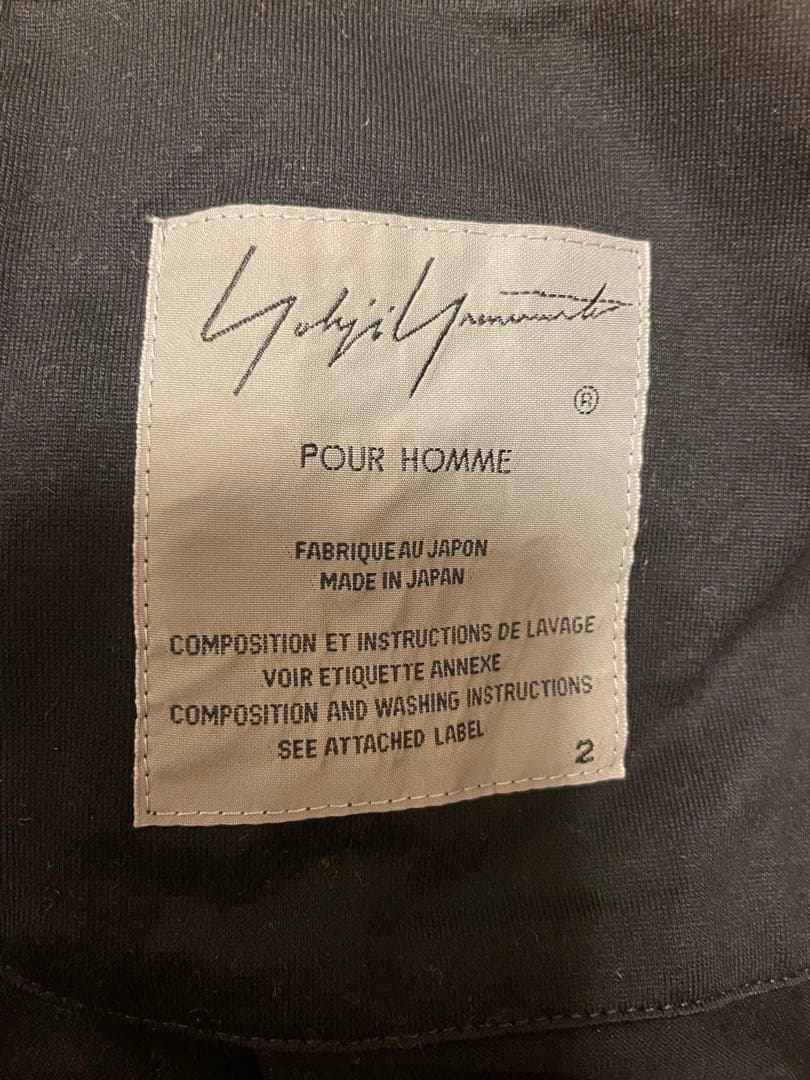 Yohji Yamamoto
®
POUR HOMME
FABRIQUE AU JAPON
MADE IN JAPAN
COMPOSITION ET INSTRUCTIONS DE LAVAGE
VOIR ETIQUETTE ANNEXE
COMPOSITION AND WASHING INSTRUCTIONS
SEE ATTACHED LABEL
2